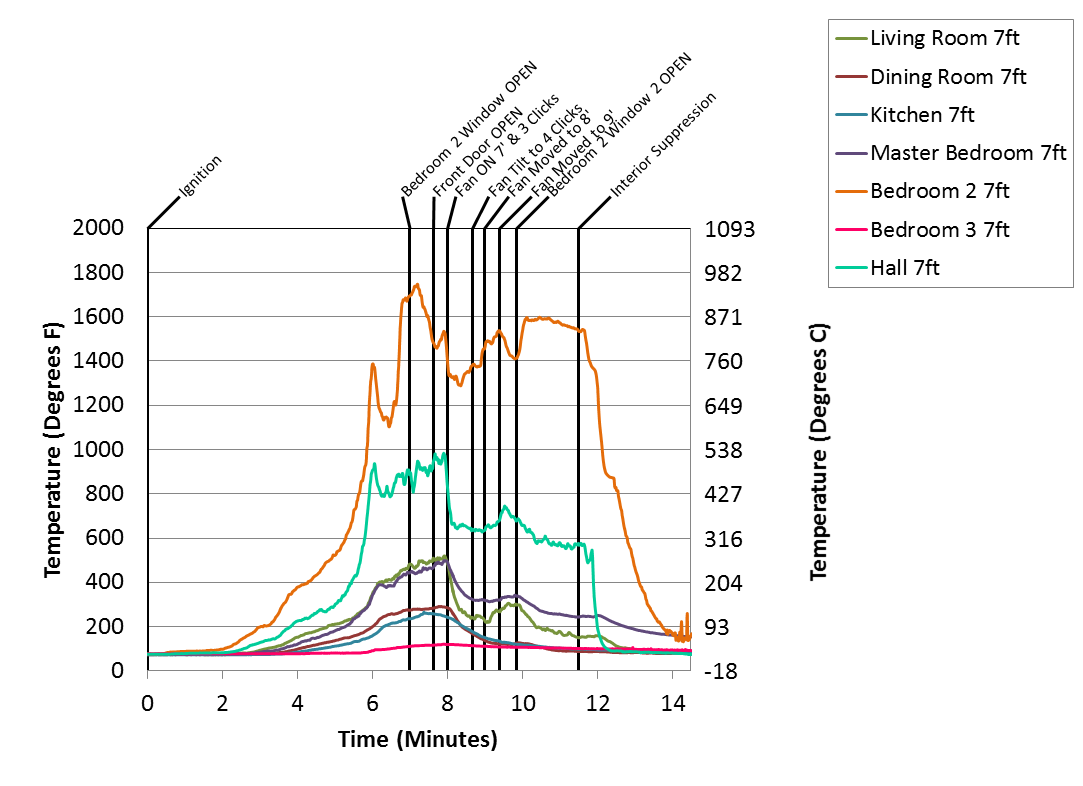 Living Room 7ft
Dining Room 7ft
Kitchen 7ft
Master Bedroom 7ft
Bedroom 2 7ft
Bedroom 3 7ft
Hall 7ft
Ignition
Bedroom 2 Window OPEN
Front Door OPEN
Fan ON 7' & 3 Clicks
Fan Tilt to 4 Clicks
Fan Moved to 8'
Fan Moved to 9'
Bedroom 2 Window 2 OPEN
Interior Suppression
Temperature (Degrees F)
2000
1800
1600
1400
1200
1000
800
600
400
200
0
1093
982
871
760
649
538
427
316
204
93
-18
Temperature (Degrees C)
0 2 4 6 8 10 12 14
Time (Minutes)